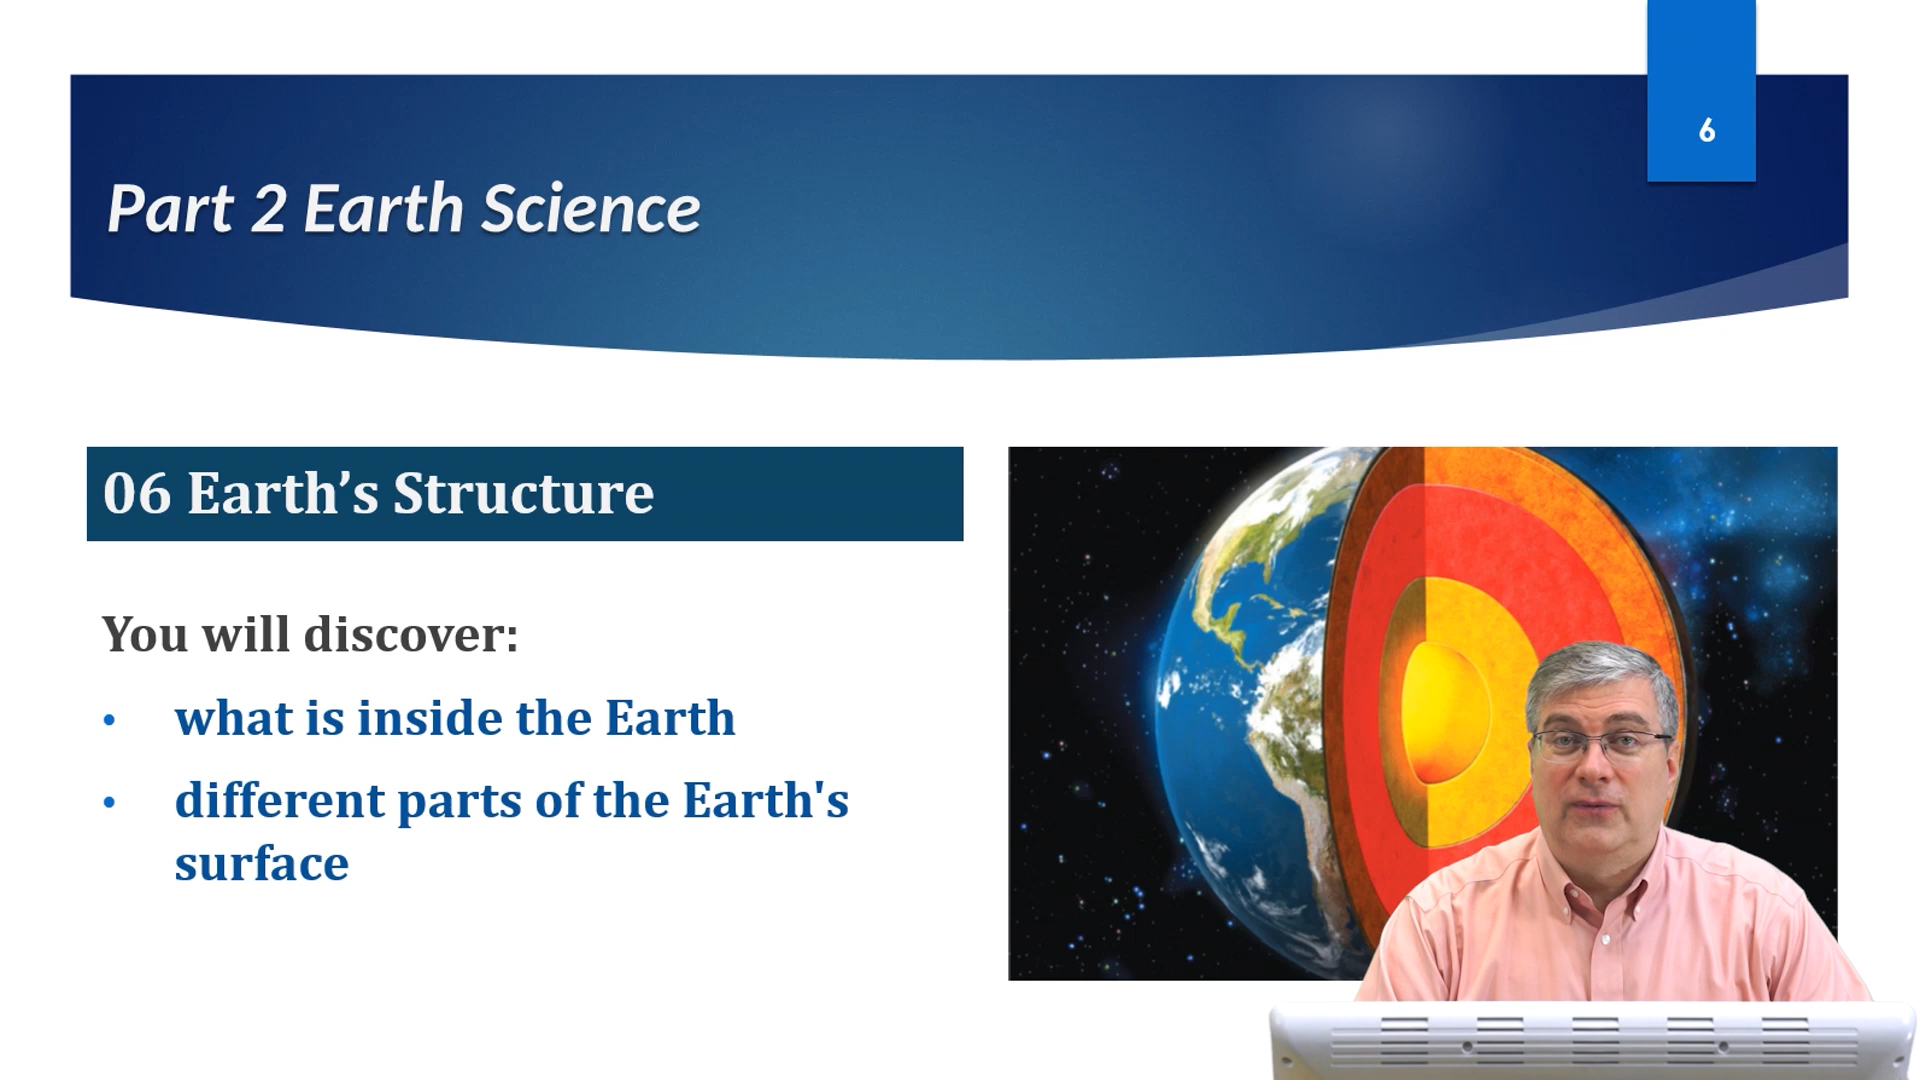 6
Part 2 Earth Science
06 Earth’s Structure
You will discover:
• what is inside the Earth
• different parts of the Earth's
surface